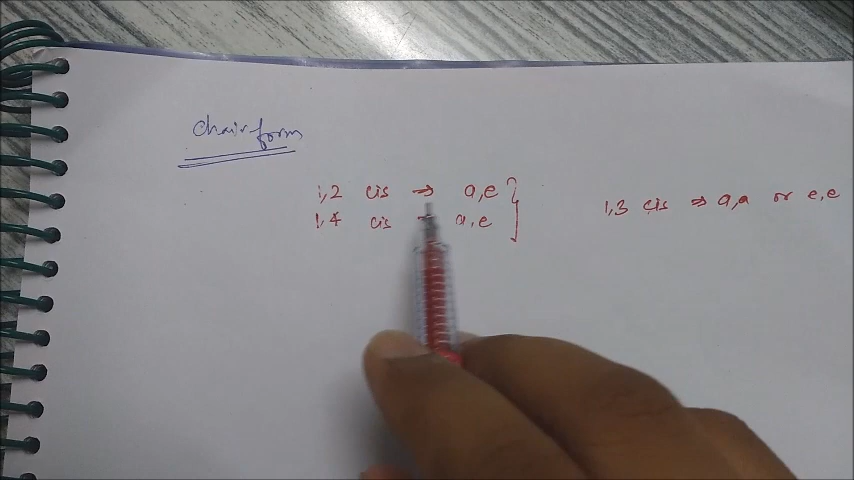 chair form
1,2 cis ⇒ a,e
1,4 cis ⇒ a,e
1,3 cis ⇒ a,a or e,e